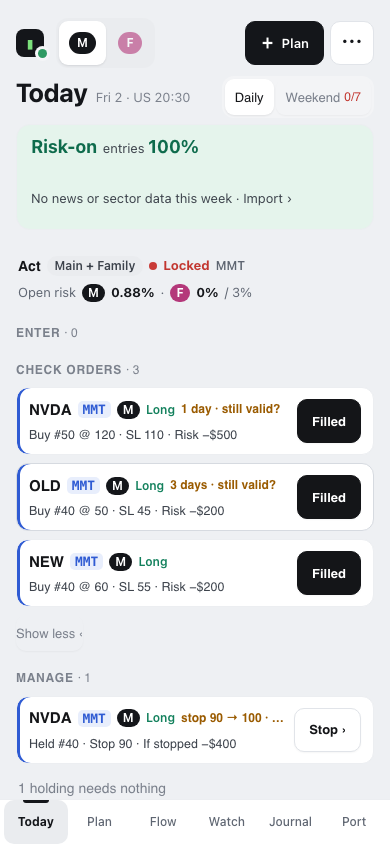 M F + Plan ···
Today Fri 2 · US 20:30 Daily Weekend 0/7
Risk-on entries 100%
No news or sector data this week · Import ›
Act Main + Family Locked MMT
Open risk M 0.88% · F 0% / 3%
ENTER · 0
CHECK ORDERS · 3
NVDA MMT M Long 1 day · still valid?
Buy #50 @ 120 · SL 110 · Risk −$500
Filled
OLD MMT M Long 3 days · still valid?
Buy #40 @ 50 · SL 45 · Risk −$200
Filled
NEW MMT M Long
Buy #40 @ 60 · SL 55 · Risk −$200
Filled
Show less ‹
MANAGE · 1
NVDA MMT M Long stop 90 → 100 · …
Held #40 · Stop 90 · If stopped −$400
Stop ›
1 holding needs nothing
Today Plan Flow Watch Journal Port